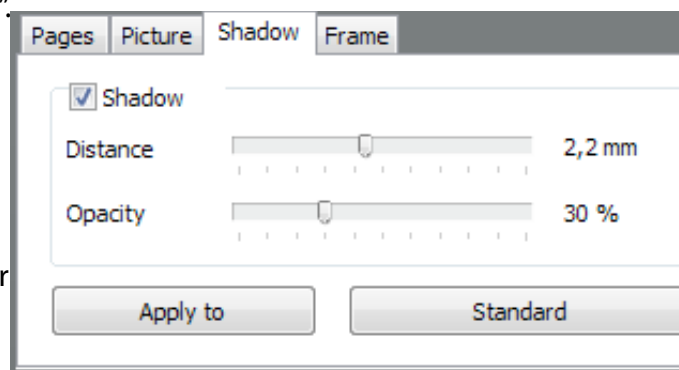 ".
Pages Picture Shadow Frame
Shadow
Distance 2,2 mm
Opacity 30 %
r
Apply to Standard